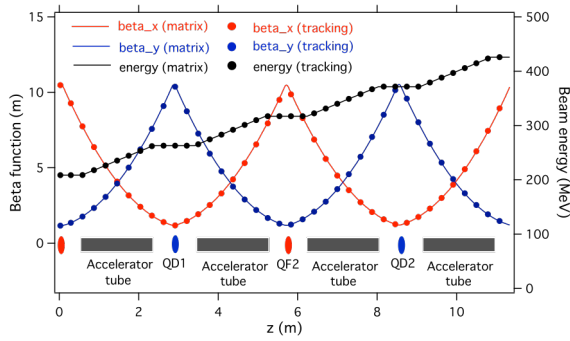 15
10
5
0
Beta function (m)
beta_x (matrix)
beta_x (tracking)
beta_y (matrix)
beta_y (tracking)
energy (matrix)
energy (tracking)
500
400
300
200
100
0
Beam energy (MeV)
QD1
QF2
QD2
Accelerator
tube
Accelerator
tube
Accelerator
tube
Accelerator
tube
0
2
4
6
8
10
z (m)